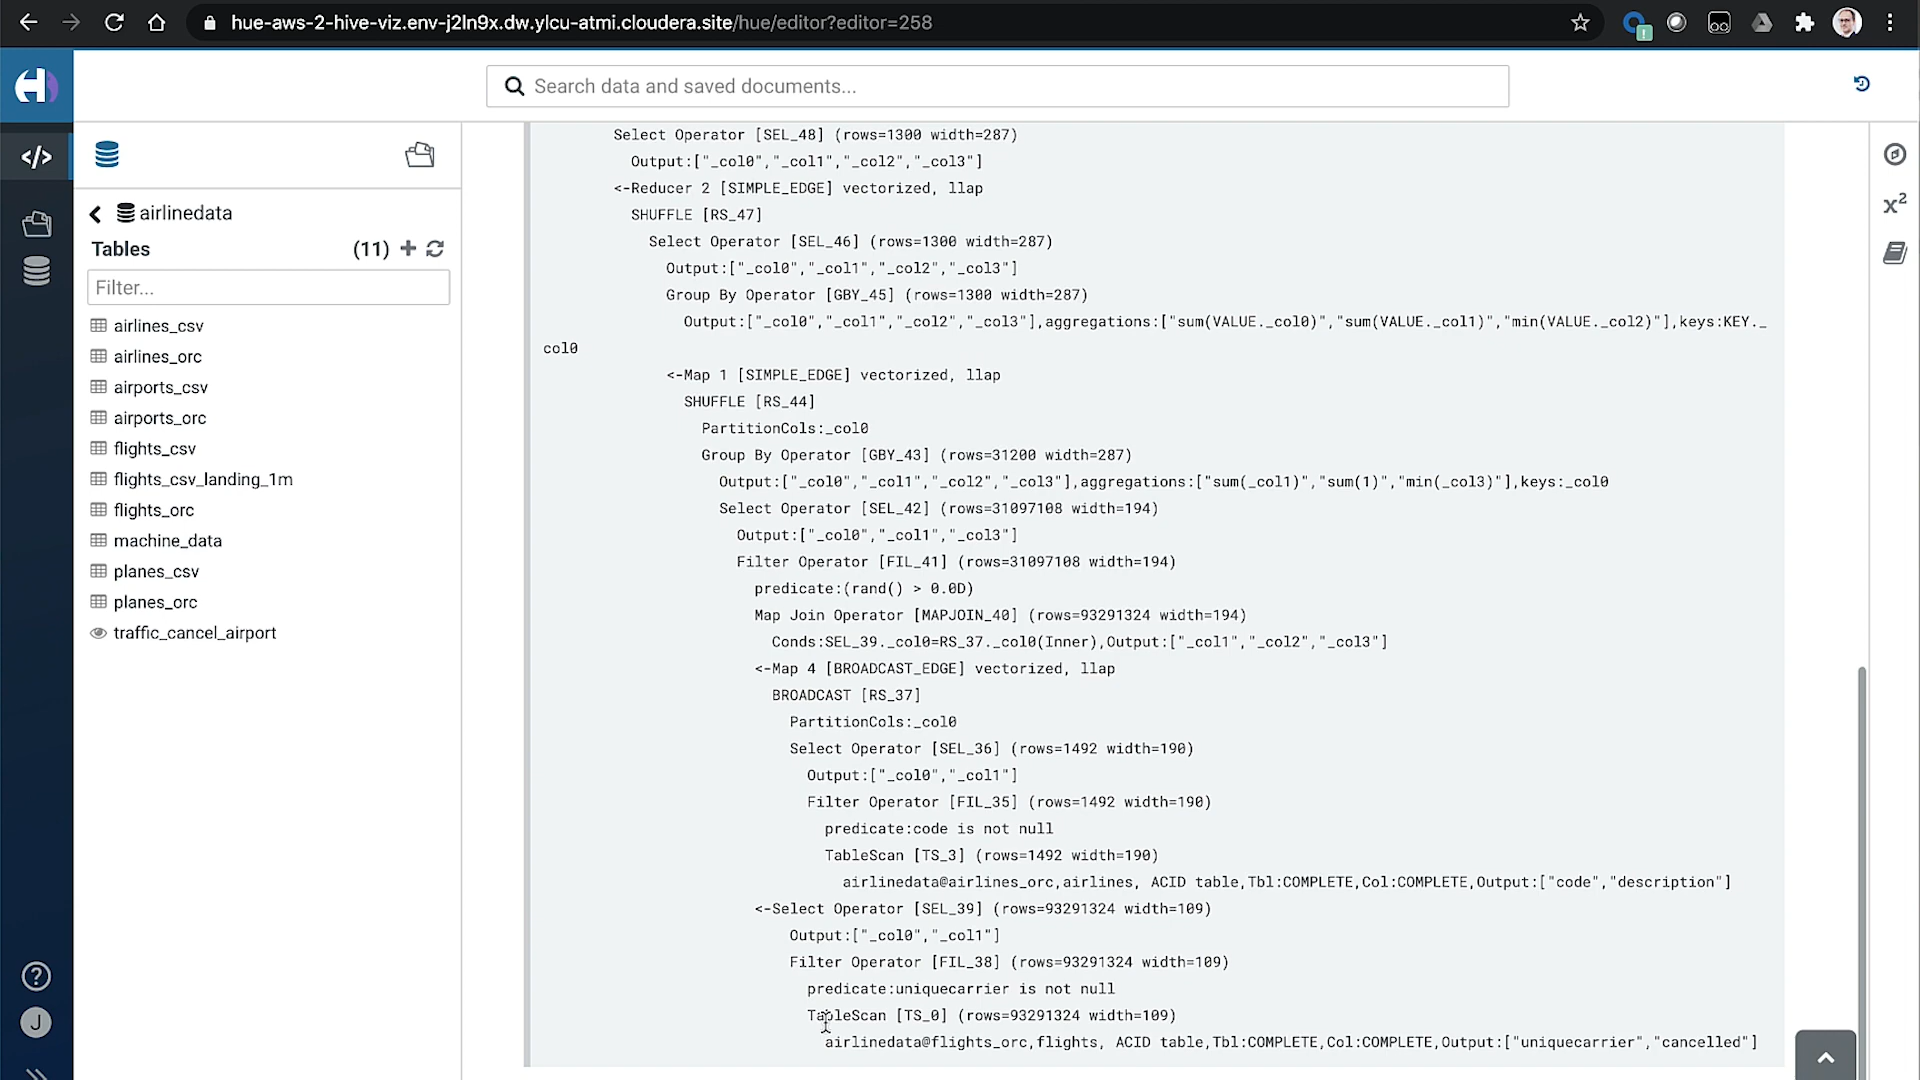 hue-aws-2-hive-viz.env-j2ln9x.dw.ylcu-atmi.cloudera.site/hue/editor?editor=258
Search data and saved documents...
airlinedata
Tables (11)
Filter...
airlines_csv
airlines_orc
airports_csv
airports_orc
flights_csv
flights_csv_landing_1m
flights_orc
machine_data
planes_csv
planes_orc
traffic_cancel_airport
J
x2
Select Operator [SEL_48] (rows=1300 width=287)
Output:["_col0","_col1","_col2","_col3"]
<-Reducer 2 [SIMPLE_EDGE] vectorized, llap
SHUFFLE [RS_47]
Select Operator [SEL_46] (rows=1300 width=287)
Output:["_col0","_col1","_col2","_col3"]
Group By Operator [GBY_45] (rows=1300 width=287)
Output:["_col0","_col1","_col2","_col3"],aggregations:["sum(VALUE._col0)","sum(VALUE._col1)","min(VALUE._col2)"],keys:KEY._
col0
<-Map 1 [SIMPLE_EDGE] vectorized, llap
SHUFFLE [RS_44]
PartitionCols:_col0
Group By Operator [GBY_43] (rows=31200 width=287)
Output:["_col0","_col1","_col2","_col3"],aggregations:["sum(_col1)","sum(1)","min(_col3)"],keys:_col0
Select Operator [SEL_42] (rows=31097108 width=194)
Output:["_col0","_col1","_col3"]
Filter Operator [FIL_41] (rows=31097108 width=194)
predicate:(rand() > 0.0D)
Map Join Operator [MAPJOIN_40] (rows=93291324 width=194)
Conds:SEL_39._col0=RS_37._col0(Inner),Output:["_col1","_col2","_col3"]
<-Map 4 [BROADCAST_EDGE] vectorized, llap
BROADCAST [RS_37]
PartitionCols:_col0
Select Operator [SEL_36] (rows=1492 width=190)
Output:["_col0","_col1"]
Filter Operator [FIL_35] (rows=1492 width=190)
predicate:code is not null
TableScan [TS_3] (rows=1492 width=190)
airlinedata@airlines_orc,airlines, ACID table,Tbl:COMPLETE,Col:COMPLETE,Output:["code","description"]
<-Select Operator [SEL_39] (rows=93291324 width=109)
Output:["_col0","_col1"]
Filter Operator [FIL_38] (rows=93291324 width=109)
predicate:uniquecarrier is not null
TableScan [TS_0] (rows=93291324 width=109)
airlinedata@flights_orc,flights, ACID table,Tbl:COMPLETE,Col:COMPLETE,Output:["uniquecarrier","cancelled"]